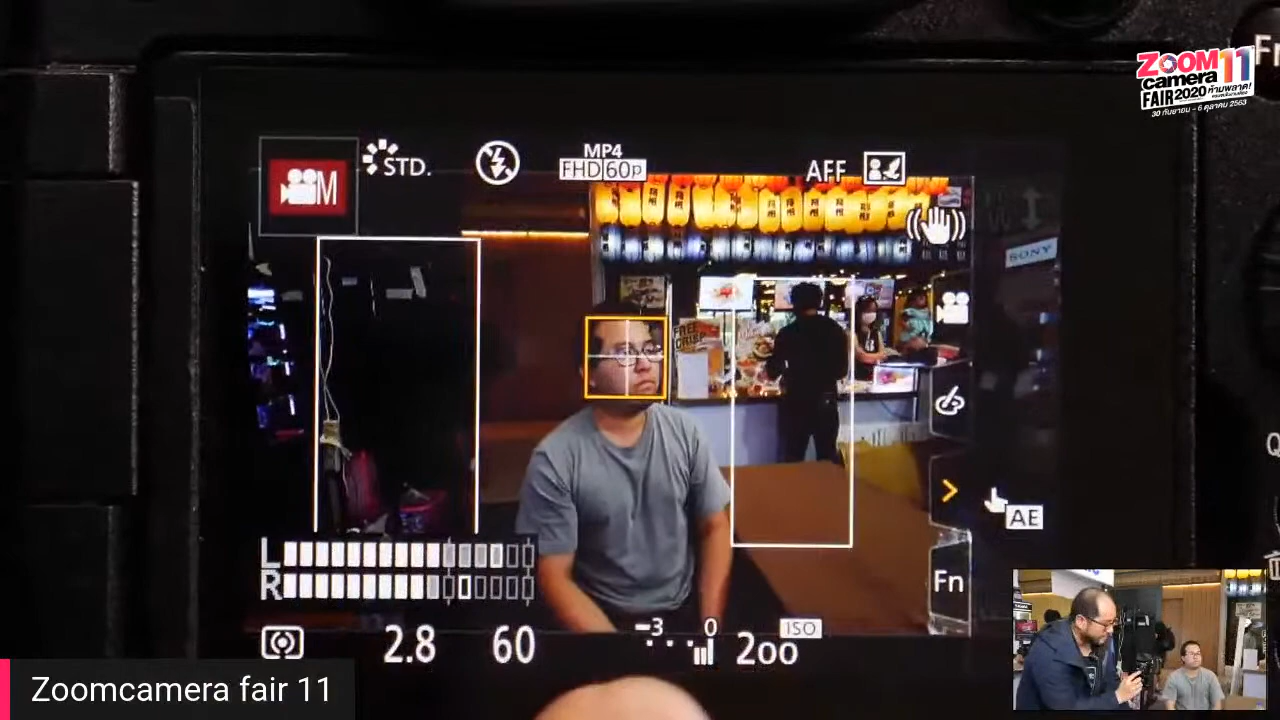 ZOOM 11
camera
FAIR 2020 ห้ามพลาด!
30 กันยายน - 6 ตุลาคม 2563
Fn
M
STD.
MP4
FHD 60p
AFF
SONY
FREE
CRISP
AE
Fn
L
R
2.8
60
-3 0
200
ISO
Q
Zoomcamera fair 11